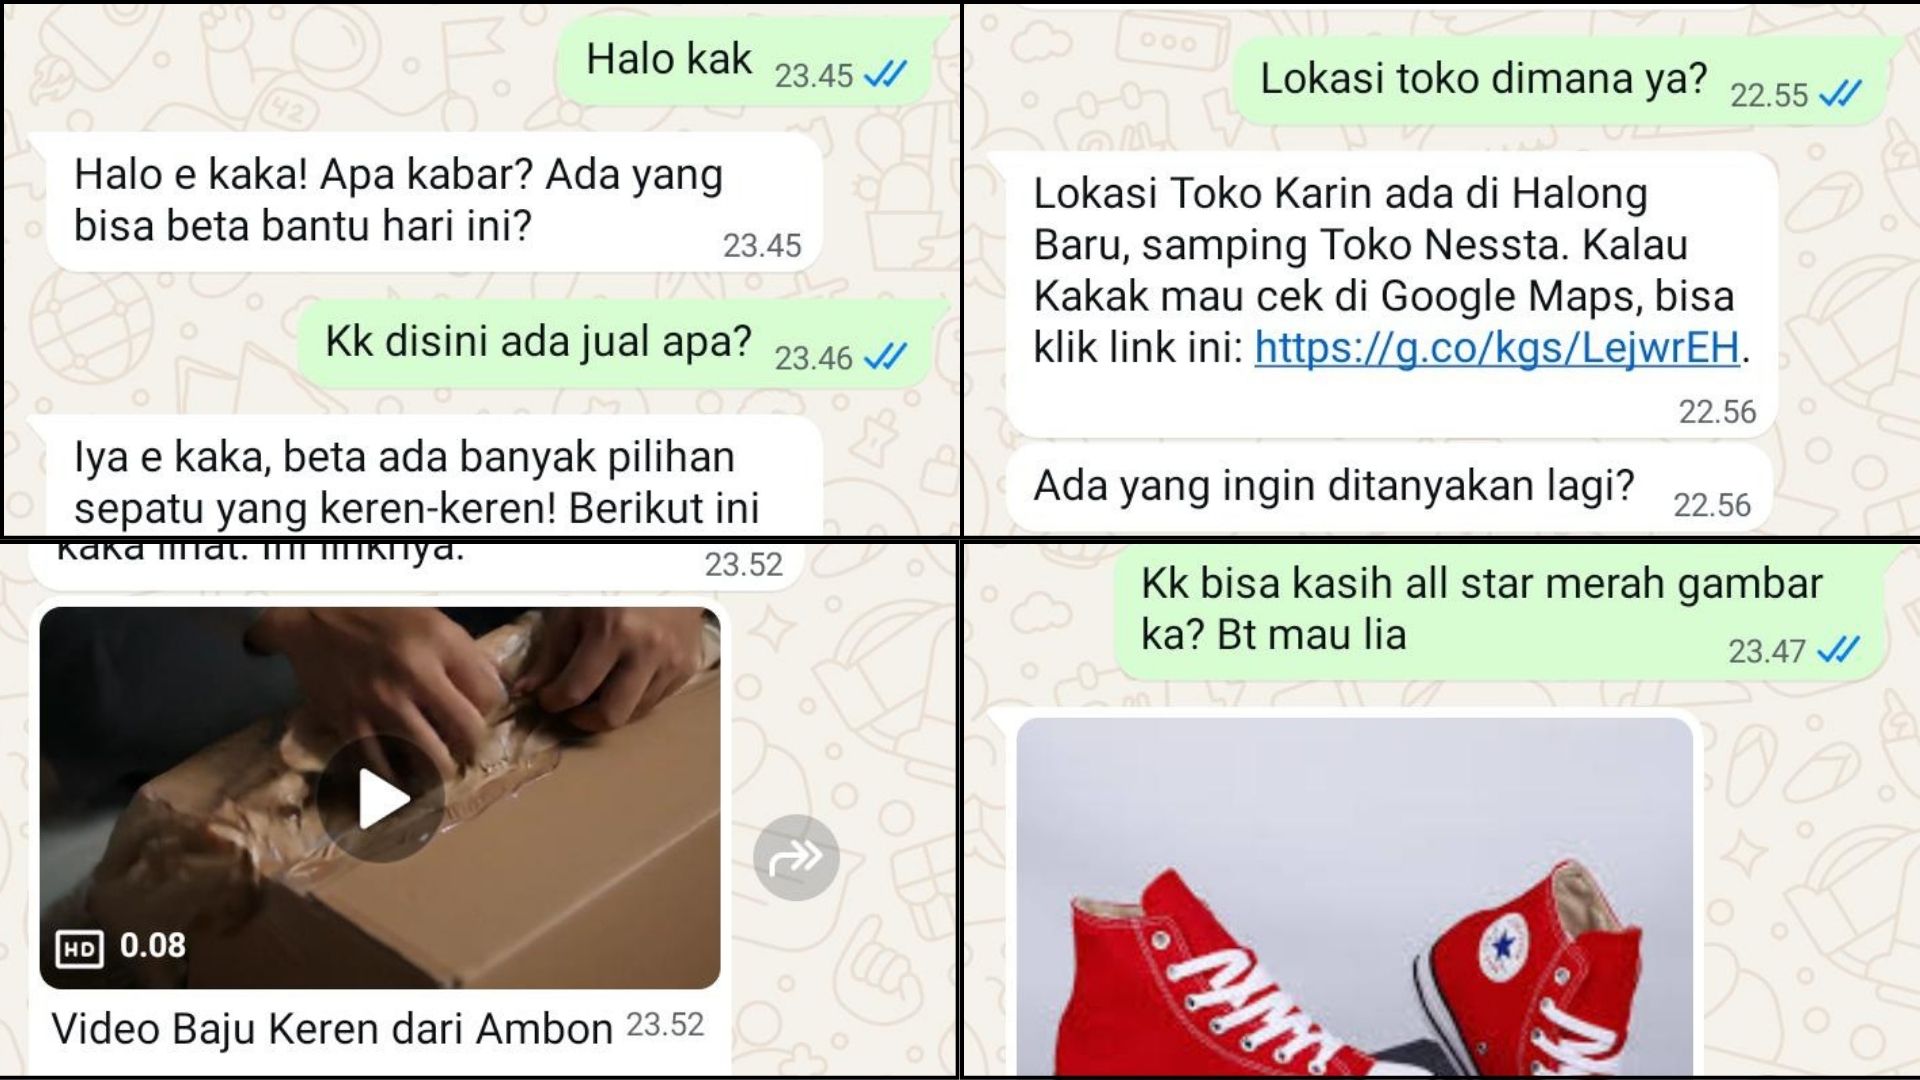 Halo kak 23.45
Halo e kaka! Apa kabar? Ada yang
bisa beta bantu hari ini?
23.45
Kk disini ada jual apa? 23.46
Iya e kaka, beta ada banyak pilihan
sepatu yang keren-keren! Berikut ini
Lokasi toko dimana ya? 22.55
Lokasi Toko Karin ada di Halong
Baru, samping Toko Nessta. Kalau
Kakak mau cek di Google Maps, bisa
klik link ini: https://g.co/kgs/LejwrEH.
22.56
Ada yang ingin ditanyakan lagi? 22.56
kaka lihat. Ini linknya.
23.52
HD 0.08
Video Baju Keren dari Ambon 23.52
Kk bisa kasih all star merah gambar
ka? Bt mau lia
23.47